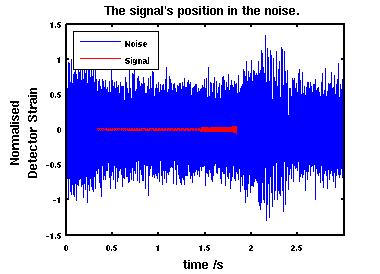 The signal's position in the noise.
Noise
Signal
Normalised
Detector Strain
1.5
1
0.5
0
-0.5
-1
-1.5
0 0.5 1 1.5 2 2.5
time /s